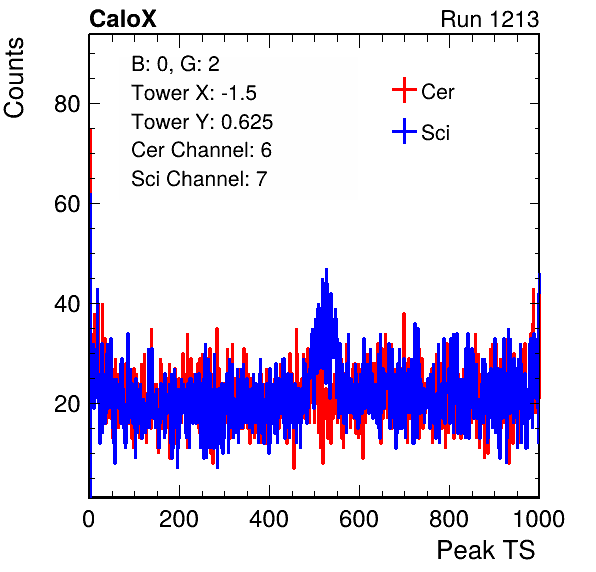 CaloX Run 1213
Counts
B: 0, G: 2
Tower X: -1.5
Tower Y: 0.625
Cer Channel: 6
Sci Channel: 7
Cer
Sci
80
60
40
20
0 200 400 600 800 1000
Peak TS